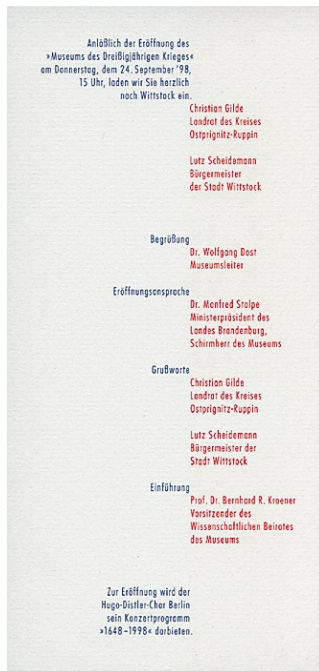 Anläßlich der Eröffnung des
»Museums des Dreißigjährigen Krieges«
am Donnerstag, dem 24. September '98,
15 Uhr, laden wir Sie herzlich
nach Wittstock ein.
Christian Gilde
Landrat des Kreises
Ostprignitz-Ruppin
Lutz Scheidemann
Bürgermeister
der Stadt Wittstock
Begrüßung
Dr. Wolfgang Dost
Museumsleiter
Eröffnungsansprache
Dr. Manfred Stolpe
Ministerpräsident des
Landes Brandenburg,
Schirmherr des Museums
Grußworte
Christian Gilde
Landrat des Kreises
Ostprignitz-Ruppin
Lutz Scheidemann
Bürgermeister der
Stadt Wittstock
Einführung
Prof. Dr. Bernhard R. Kroener
Vorsitzender des
Wissenschaftlichen Beirates
des Museums
Zur Eröffnung wird der
Hugo-Distler-Chor Berlin
sein Konzertprogramm
»1648–1998« darbieten.